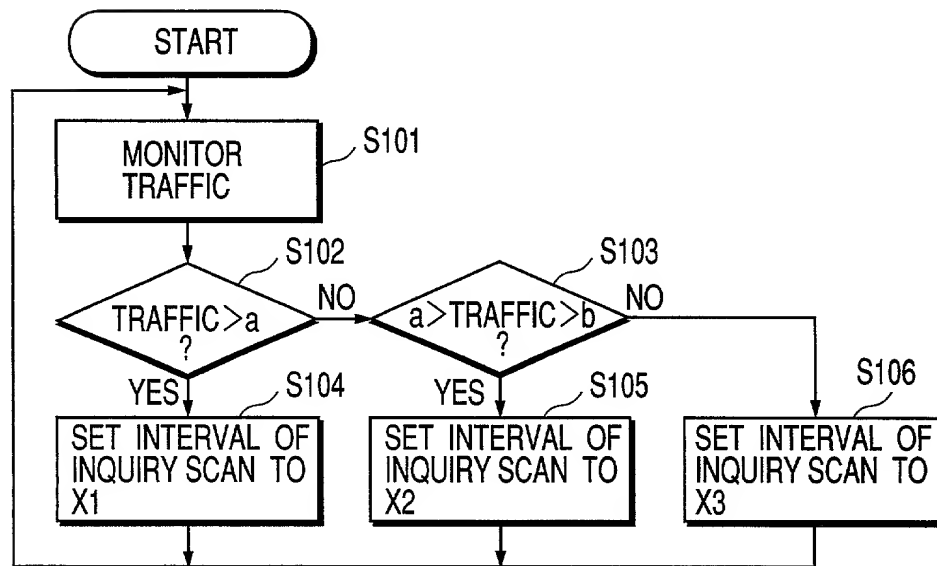 START
MONITOR
TRAFFIC
S101
S102
S103
TRAFFIC>a
?
NO
a>TRAFFIC>b
?
NO
YES
S104
YES
S105
S106
SET INTERVAL OF
INQUIRY SCAN TO
X1
SET INTERVAL OF
INQUIRY SCAN TO
X2
SET INTERVAL OF
INQUIRY SCAN TO
X3